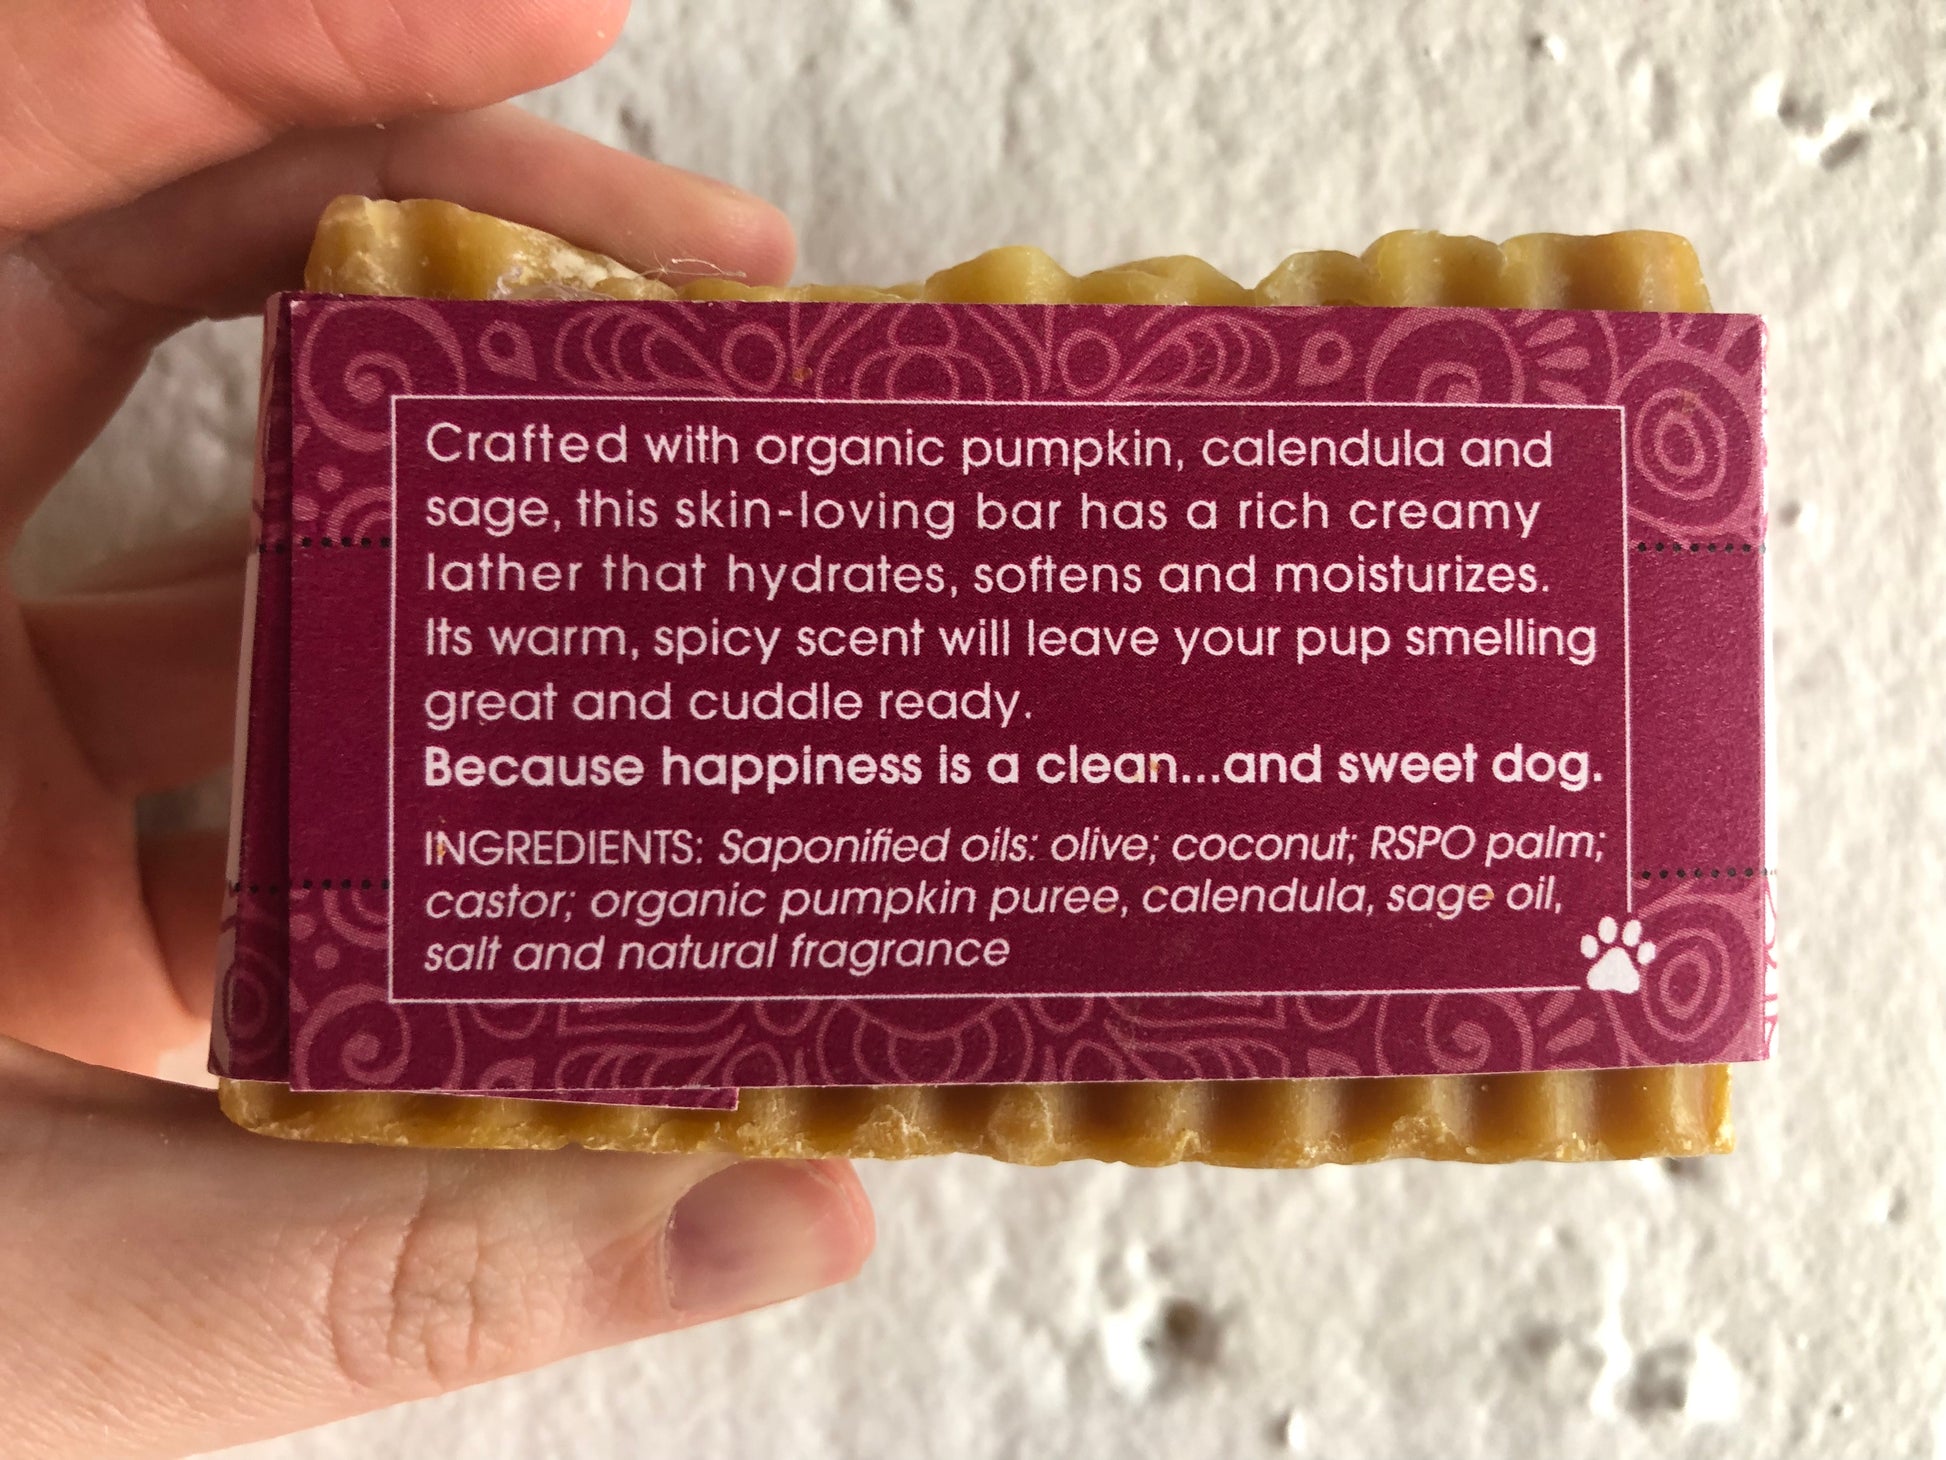 Crafted with organic pumpkin, calendula and
sage, this skin-loving bar has a rich creamy
lather that hydrates, softens and moisturizes.
Its warm, spicy scent will leave your pup smelling
great and cuddle ready.
Because happiness is a clean...and sweet dog.
INGREDIENTS: Saponified oils: olive; coconut; RSPO palm;
castor; organic pumpkin puree, calendula, sage oil,
salt and natural fragrance